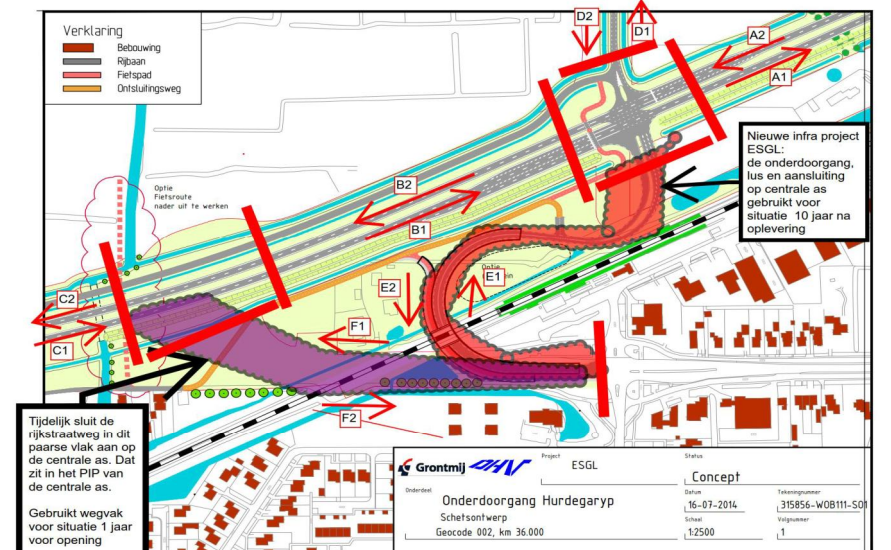 Verklaring
Bebouwing
Rijbaan
Fietspad
Ontsluitingsweg
D2
D1
A2
A1
Nieuwe infra project
ESGL:
de onderdoorgang,
lus en aansluiting
op centrale as
gebruikt voor
situatie 10 jaar na
oplevering
Optie
Fietsroute
nader uit te werken
B2
B1
C2
C1
Optie
E2
E1
F1
F2
Tijdelijk sluit de
rijkstraatweg in dit
paarse vlak aan op
de centrale as. Dat
zit in het PIP van
de centrale as.
Gebruikt wegvak
voor situatie 1 jaar
voor opening
Grontmij DHV
Project
ESGL
Status
Concept
Onderdeel
Onderdoorgang Hurdegaryp
Schetsontwerp
Geocode 002, km 36.000
Datum
16-07-2014
Tekeningnummer
315856-WOB111-S01
Schaal
1:2500
Volgnummer
1